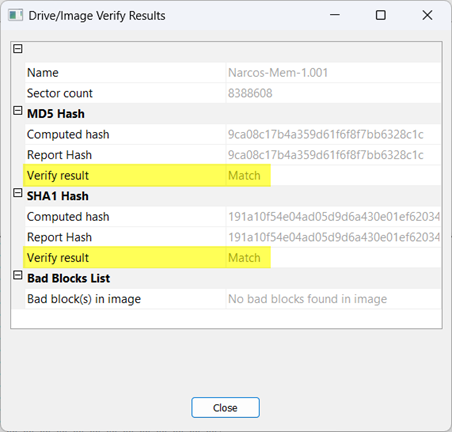 Drive/Image Verify Results
Name Narcos-Mem-1.001
Sector count 8388608
MD5 Hash
Computed hash 9ca08c17b4a359d61f6f8f7bb6328c1c
Report Hash 9ca08c17b4a359d61f6f8f7bb6328c1c
Verify result Match
SHA1 Hash
Computed hash 191a10f54e04ad05d9d6a430e01ef62034
Report Hash 191a10f54e04ad05d9d6a430e01ef62034
Verify result Match
Bad Blocks List
Bad block(s) in image No bad blocks found in image
Close